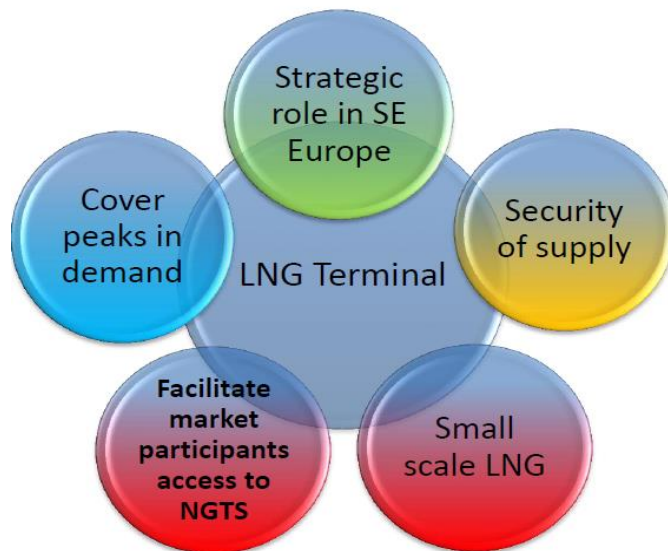 Strategic
role in SE
Europe
Cover
peaks in
demand
Security
of supply
LNG Terminal
Facilitate
market
participants
access to
NGTS
Small
scale LNG